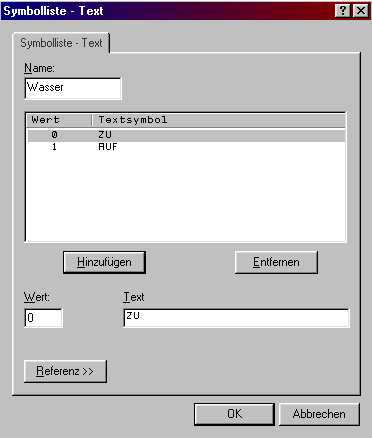 Symbolliste - Text
Symbolliste - Text
Name:
Wasser
Wert Textsymbol
0 ZU
1 AUF
Hinzufügen Entfernen
Wert: Text
0 ZU
Referenz >>
OK Abbrechen